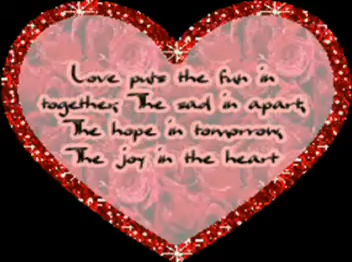 Love puts the fun in
together, The sad in apart,
The hope in tomorrow,
The joy in the heart